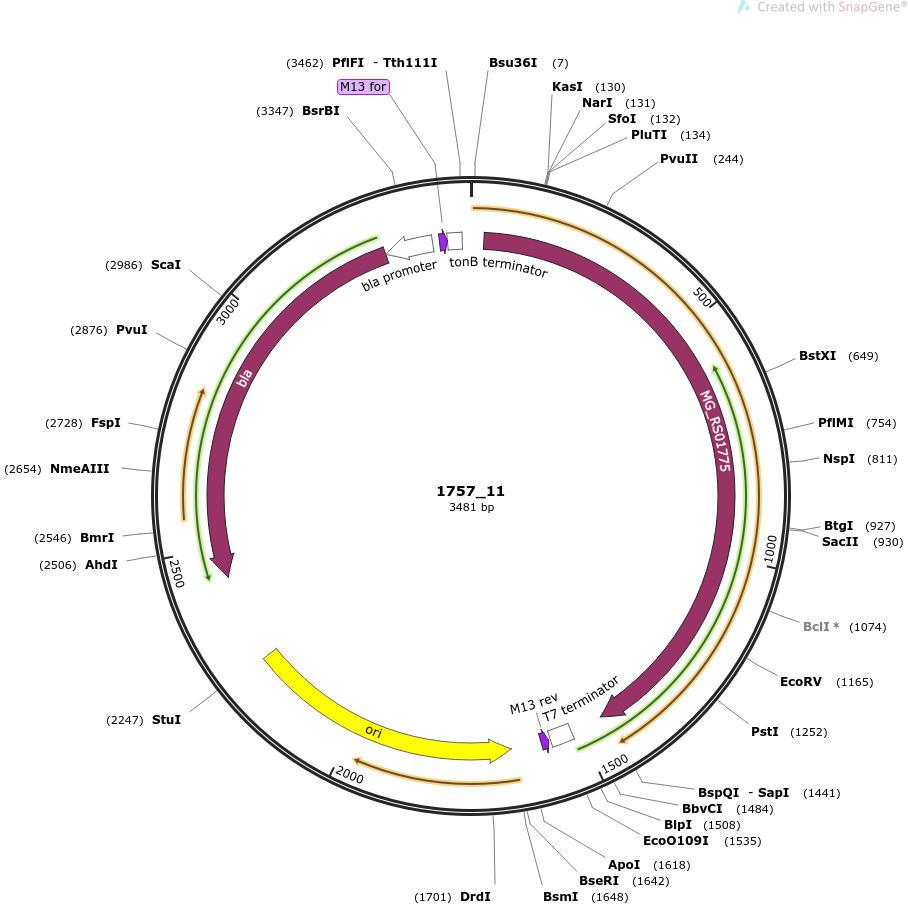 Created with SnapGene®
(3462) PflFI - Tth111I
Bsu36I (7)
M13 for
KasI (130)
NarI (131)
(3347) BsrBI
SfoI (132)
PluTI (134)
PvuII (244)
bla promoter
tonB terminator
(2986) ScaI
3000
500
(2876) PvuI
BstXI (649)
bla
MG_RS01775
(2728) FspI
PflMI (754)
(2654) NmeAIII
NspI (811)
1757_11
3481 bp
(2546) BmrI
BtgI (927)
SacII (930)
1000
(2506) AhdI
2500
BclI * (1074)
EcoRV (1165)
(2247) StuI
M13 rev
T7 terminator
PstI (1252)
ori
1500
2000
BspQI - SapI (1441)
BbvCI (1484)
BlpI (1508)
EcoO109I (1535)
ApoI (1618)
BseRI (1642)
(1701) DrdI
BsmI (1648)